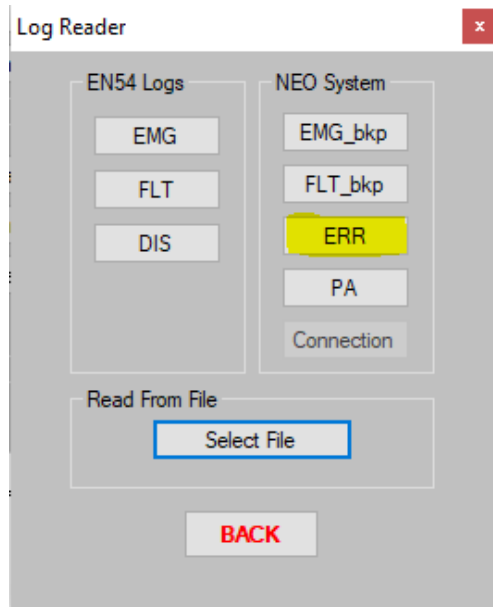 Log Reader
x
EN54 Logs
EMG
FLT
DIS
NEO System
EMG_bkp
FLT_bkp
ERR
PA
Connection
Read From File
Select File
BACK